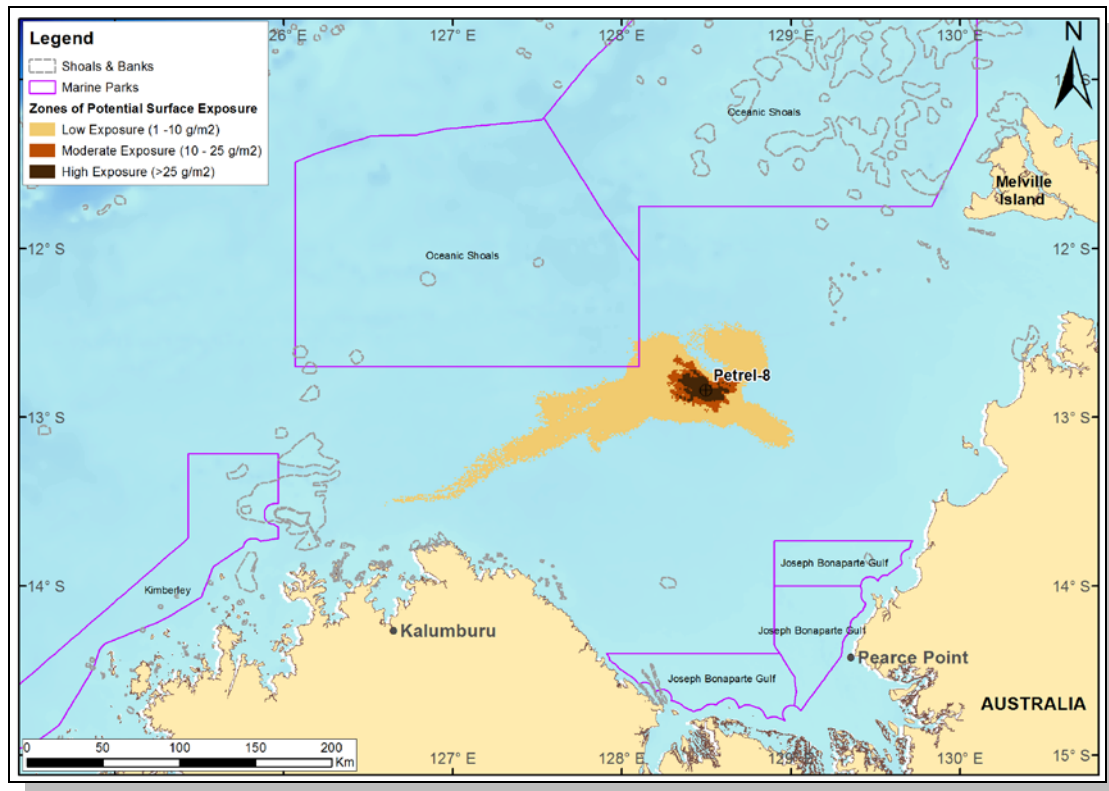 Legend
Shoals & Banks
Marine Parks
Zones of Potential Surface Exposure
Low Exposure (1 -10 g/m2)
Moderate Exposure (10 - 25 g/m2)
High Exposure (>25 g/m2)
26° E
127° E
128° E
129° E
130° E
N
Oceanic Shoals
Melville
Island
12° S
12° S
Oceanic Shoals
Petrel-8
13° S
13° S
Joseph Bonaparte Gulf
14° S
14° S
Kimberley
Kalumburu
Joseph Bonaparte Gulf
Pearce Point
Joseph Bonaparte Gulf
AUSTRALIA
0 50 100 150 200
Km
127° E
128° E
129° E
130° E
15° S